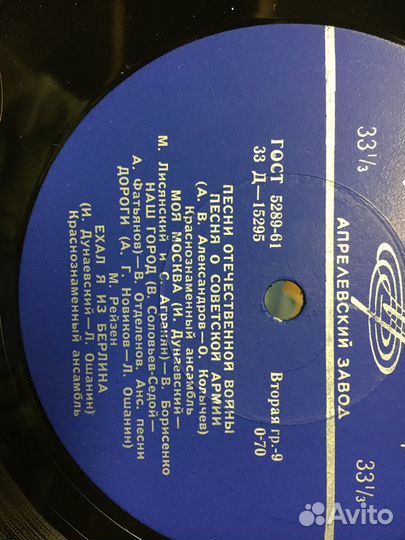 АПРЕЛЕВСКИЙ ЗАВОД
33⅓
33⅓
ГОСТ 5289-61
33 Д—15295
Вторая гр.-9
0-70
ПЕСНИ ОТЕЧЕСТВЕННОЙ ВОЙНЫ
ПЕСНЯ О СОВЕТСКОЙ АРМИИ
(А. В. Александров—О. Колычев)
Краснознаменный ансамбль
МОЯ МОСКВА (И. Дунаевский—
М. Лисянский и С. Агранян)—В. Борисенко
НАШ ГОРОД (В. Соловьев-Седой—
А. Фатьянов)—В. Отделенов. Анс. песни
ДОРОГИ (А. Г. Новиков—Л. Ошанин)
М. Рейзен
ЕХАЛ Я ИЗ БЕРЛИНА
(И. Дунаевский—Л. Ошанин)
Краснознаменный ансамбль
Avito